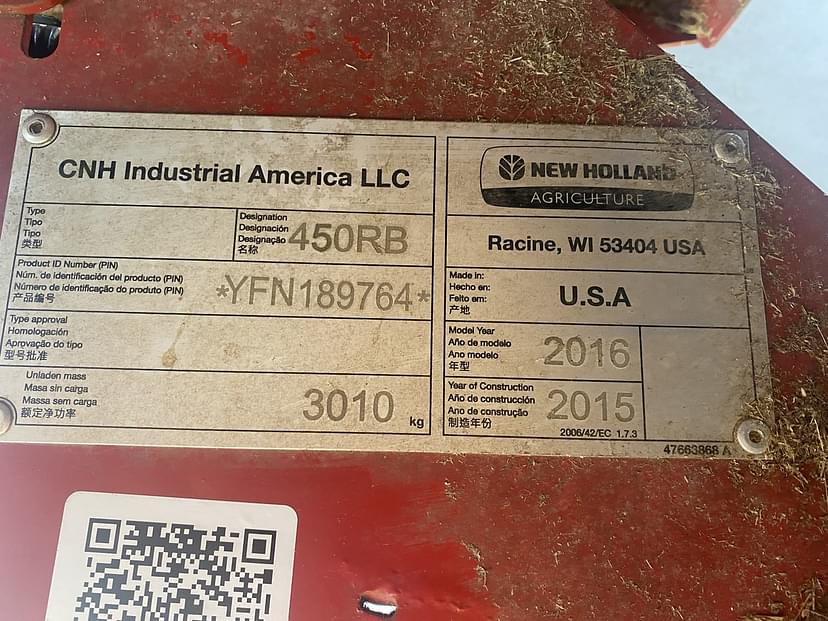 CNH Industrial America LLC
Type
Tipo
Tipo
类型
Designation
Designación
Designação
名称
450RB
Product ID Number (PIN)
Núm. de identificación del producto (PIN)
Número de identificação do produto (PIN)
产品编号
*YFN189764*
Type approval
Homologación
Aprovação do tipo
型号批准
Unladen mass
Masa sin carga
Massa sem carga
额定净功率
3010 kg
NEW HOLLAND
AGRICULTURE
Racine, WI 53404 USA
Made in:
Hecho en:
Feito em:
产地
U.S.A
Model Year
Año de modelo
Ano modelo
年型
2016
Year of Construction
Año de construcción
Ano de construção
制造年份
2015
2006/42/EC 1.7.3
47663868 A